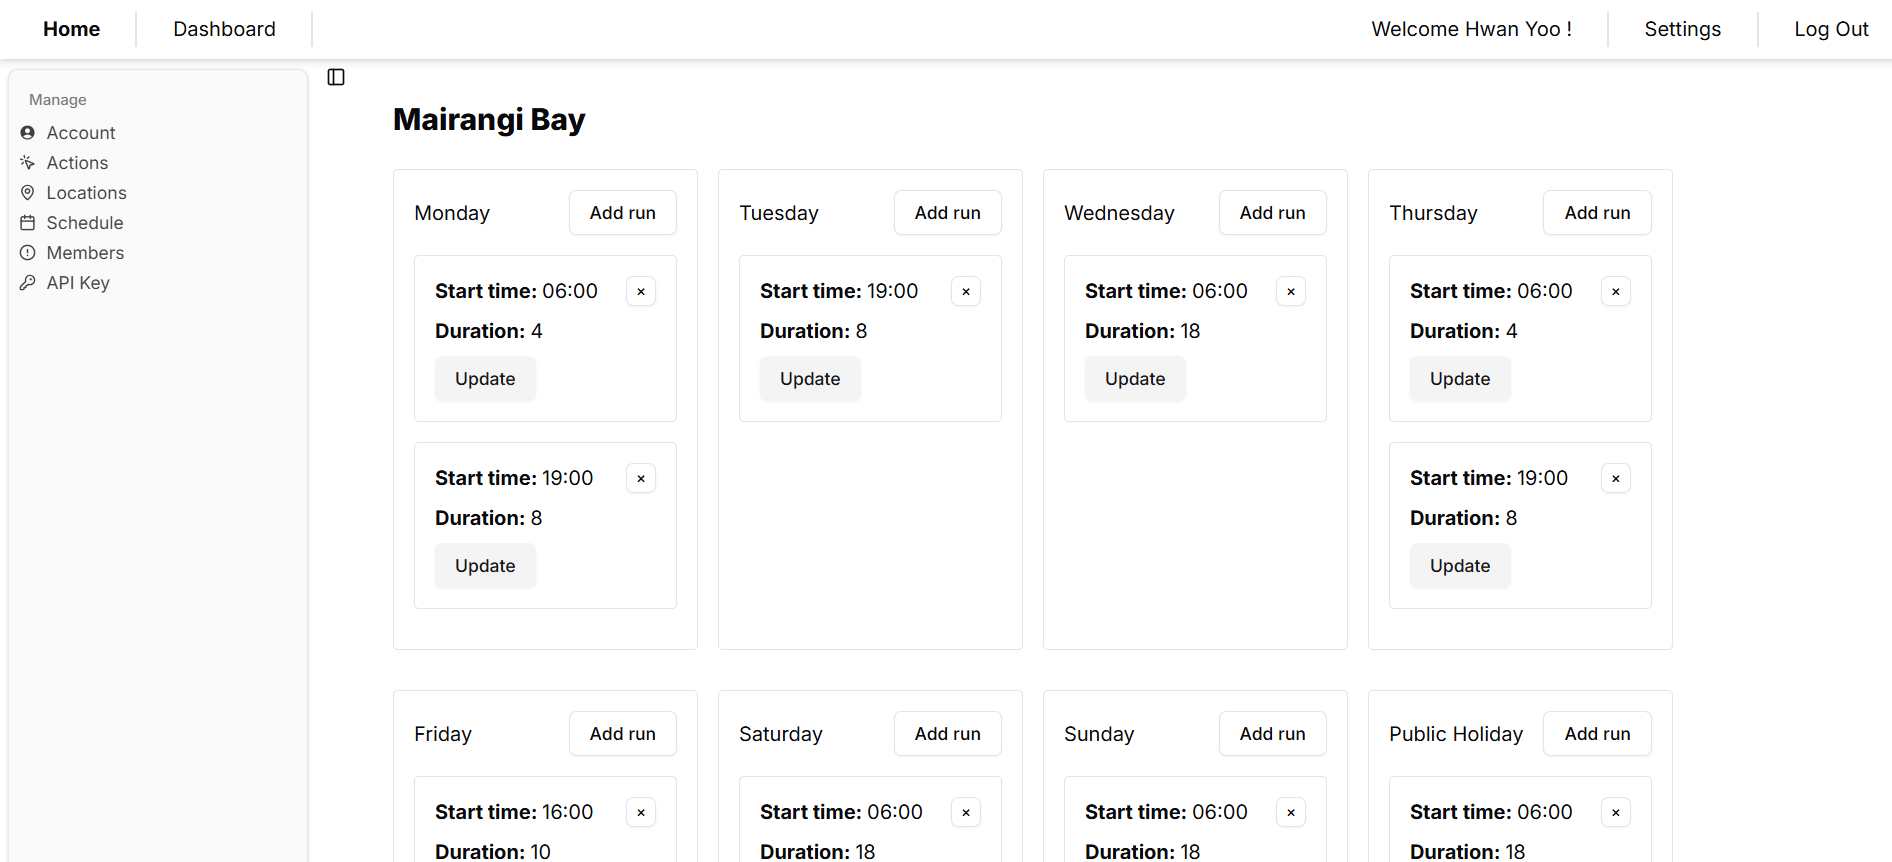 Home
Dashboard
Welcome Hwan Yoo !
Settings
Log Out
Manage
Account
Actions
Locations
Schedule
Members
API Key
Mairangi Bay
Monday
Add run
Start time: 06:00
×
Duration: 4
Update
Start time: 19:00
×
Duration: 8
Update
Tuesday
Add run
Start time: 19:00
×
Duration: 8
Update
Wednesday
Add run
Start time: 06:00
×
Duration: 18
Update
Thursday
Add run
Start time: 06:00
×
Duration: 4
Update
Start time: 19:00
×
Duration: 8
Update
Friday
Add run
Start time: 16:00
×
Duration: 10
Saturday
Add run
Start time: 06:00
×
Duration: 18
Sunday
Add run
Start time: 06:00
×
Duration: 18
Public Holiday
Add run
Start time: 06:00
×
Duration: 18